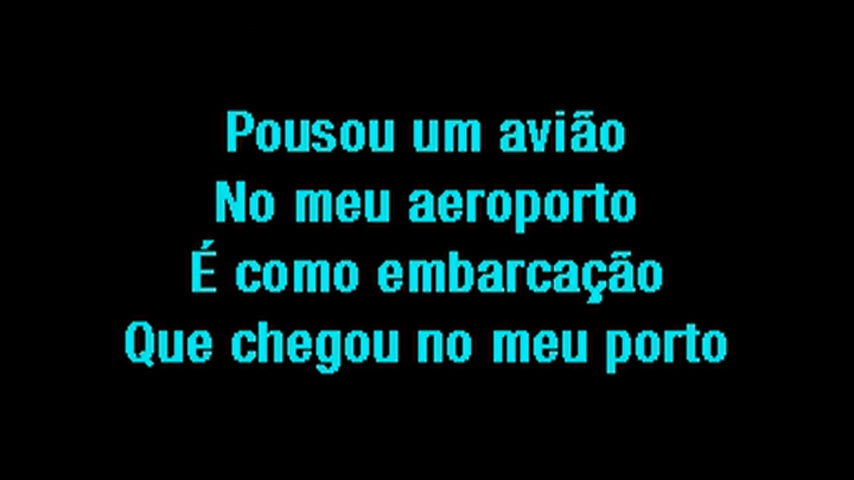 Pousou um avião
No meu aeroporto
É como embarcação
Que chegou no meu porto